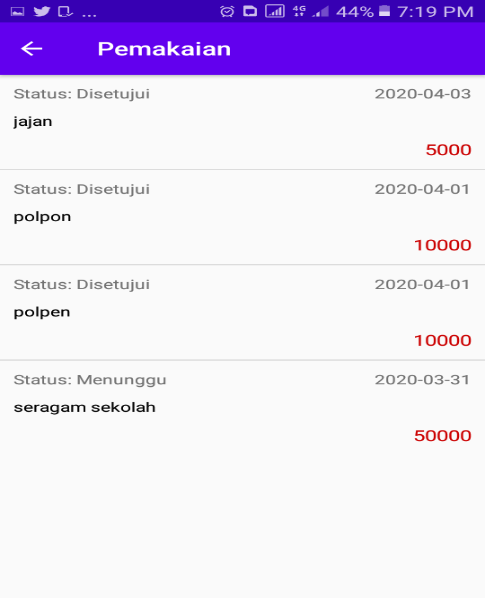 ... 4G 44% 7:19 PM
Pemakaian
Status: Disetujui 2020-04-03
jajan
5000
Status: Disetujui 2020-04-01
polpon
10000
Status: Disetujui 2020-04-01
polpen
10000
Status: Menunggu 2020-03-31
seragam sekolah
50000